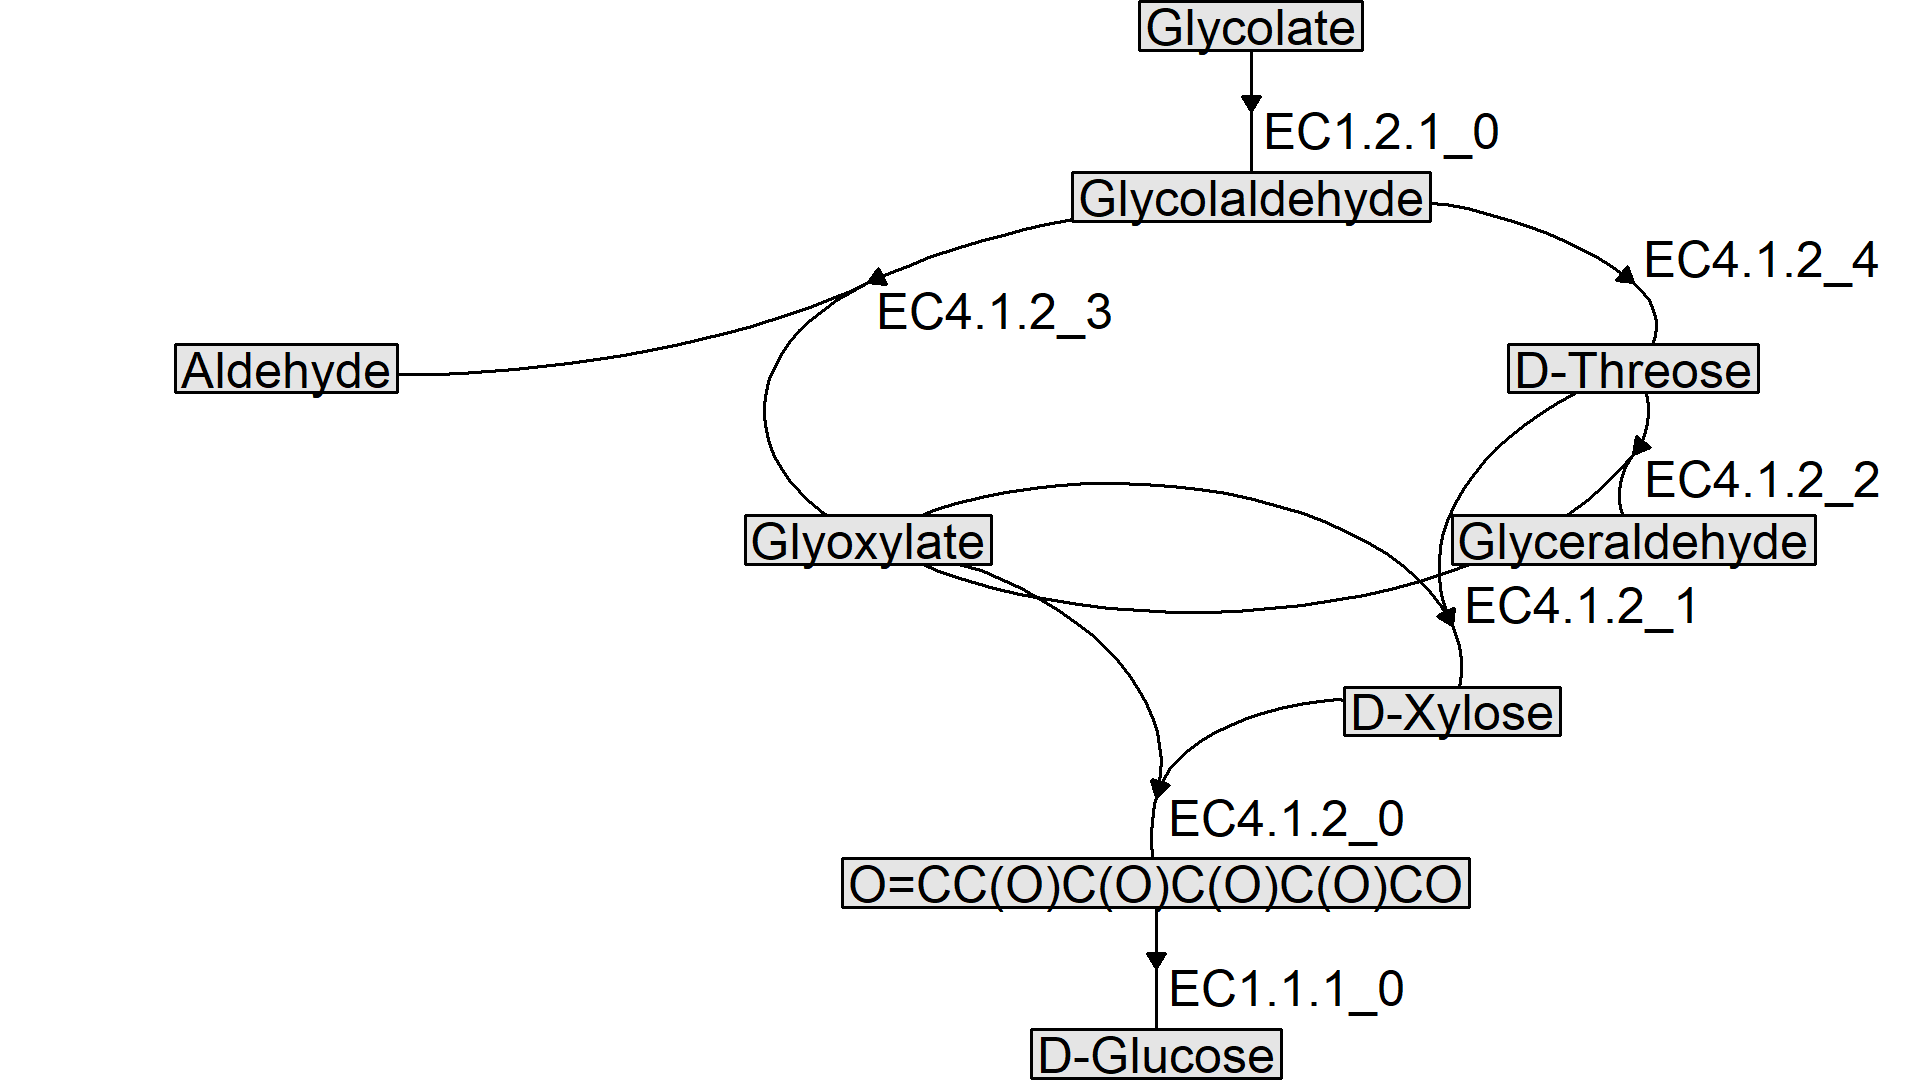 Glycolate
EC1.2.1_0
Glycolaldehyde
EC4.1.2_4
EC4.1.2_3
Aldehyde
D-Threose
EC4.1.2_2
Glyoxylate
Glyceraldehyde
EC4.1.2_1
D-Xylose
EC4.1.2_0
O=CC(O)C(O)C(O)C(O)CO
EC1.1.1_0
D-Glucose